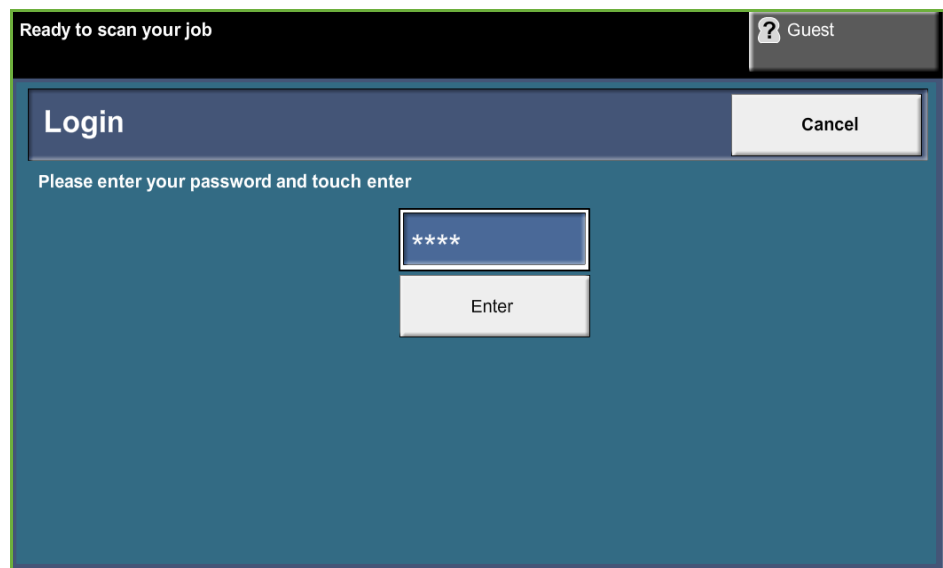 Ready to scan your job
Guest
Login
Cancel
Please enter your password and touch enter
****
Enter